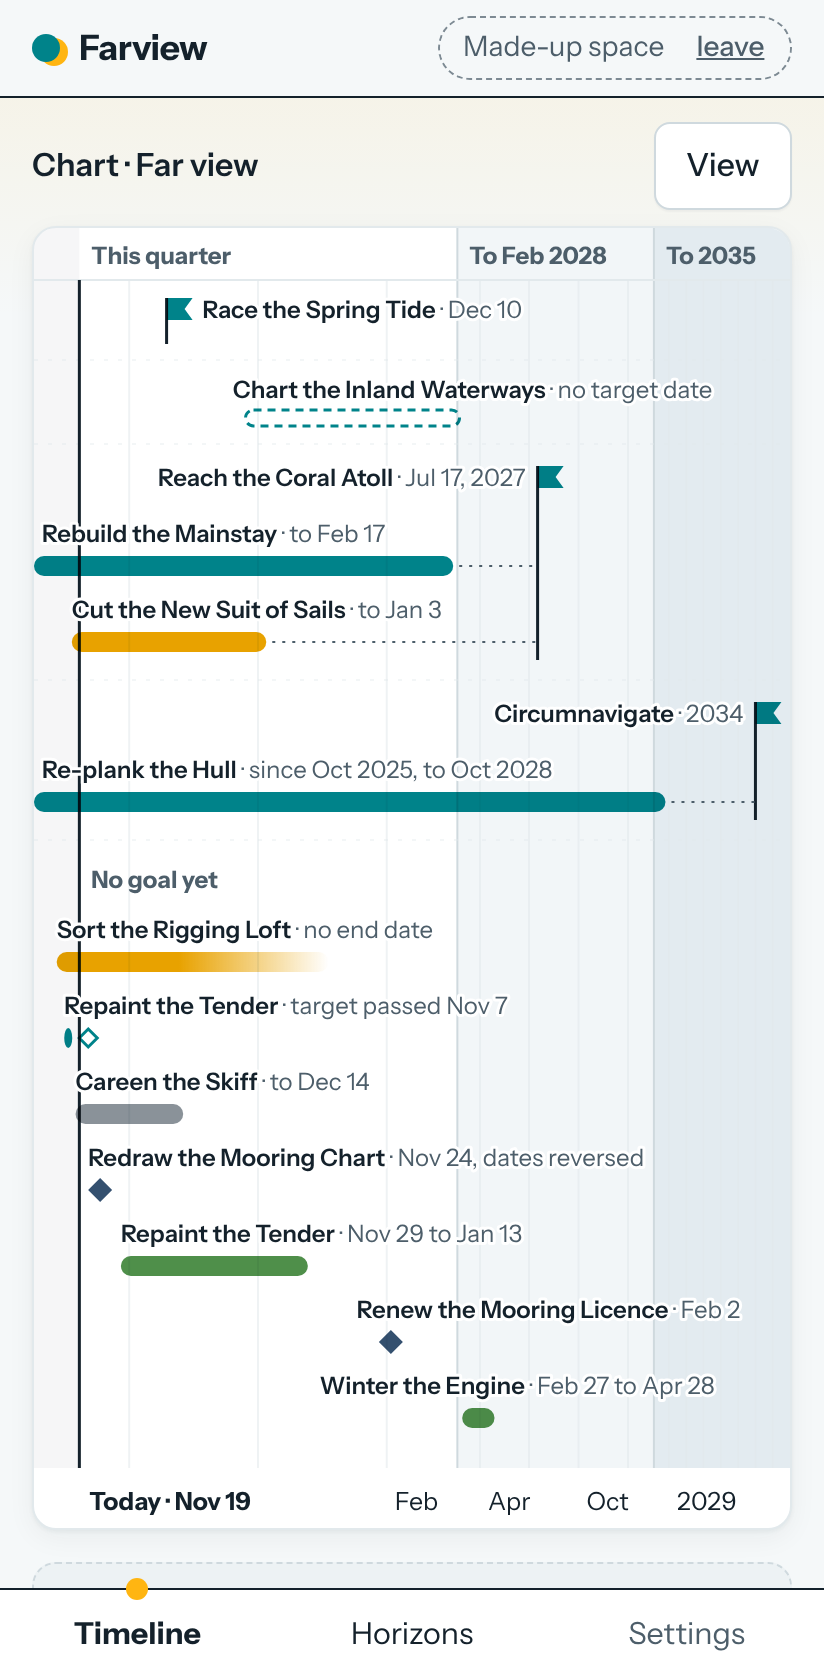 Farview
Made-up space leave
Chart · Far view
View
This quarter
To Feb 2028
To 2035
Race the Spring Tide · Dec 10
Chart the Inland Waterways · no target date
Reach the Coral Atoll · Jul 17, 2027
Rebuild the Mainstay · to Feb 17
Cut the New Suit of Sails · to Jan 3
Circumnavigate · 2034
Re-plank the Hull · since Oct 2025, to Oct 2028
No goal yet
Sort the Rigging Loft · no end date
Repaint the Tender · target passed Nov 7
Careen the Skiff · to Dec 14
Redraw the Mooring Chart · Nov 24, dates reversed
Repaint the Tender · Nov 29 to Jan 13
Renew the Mooring Licence · Feb 2
Winter the Engine · Feb 27 to Apr 28
Today · Nov 19
Feb
Apr
Oct
2029
Timeline
Horizons
Settings